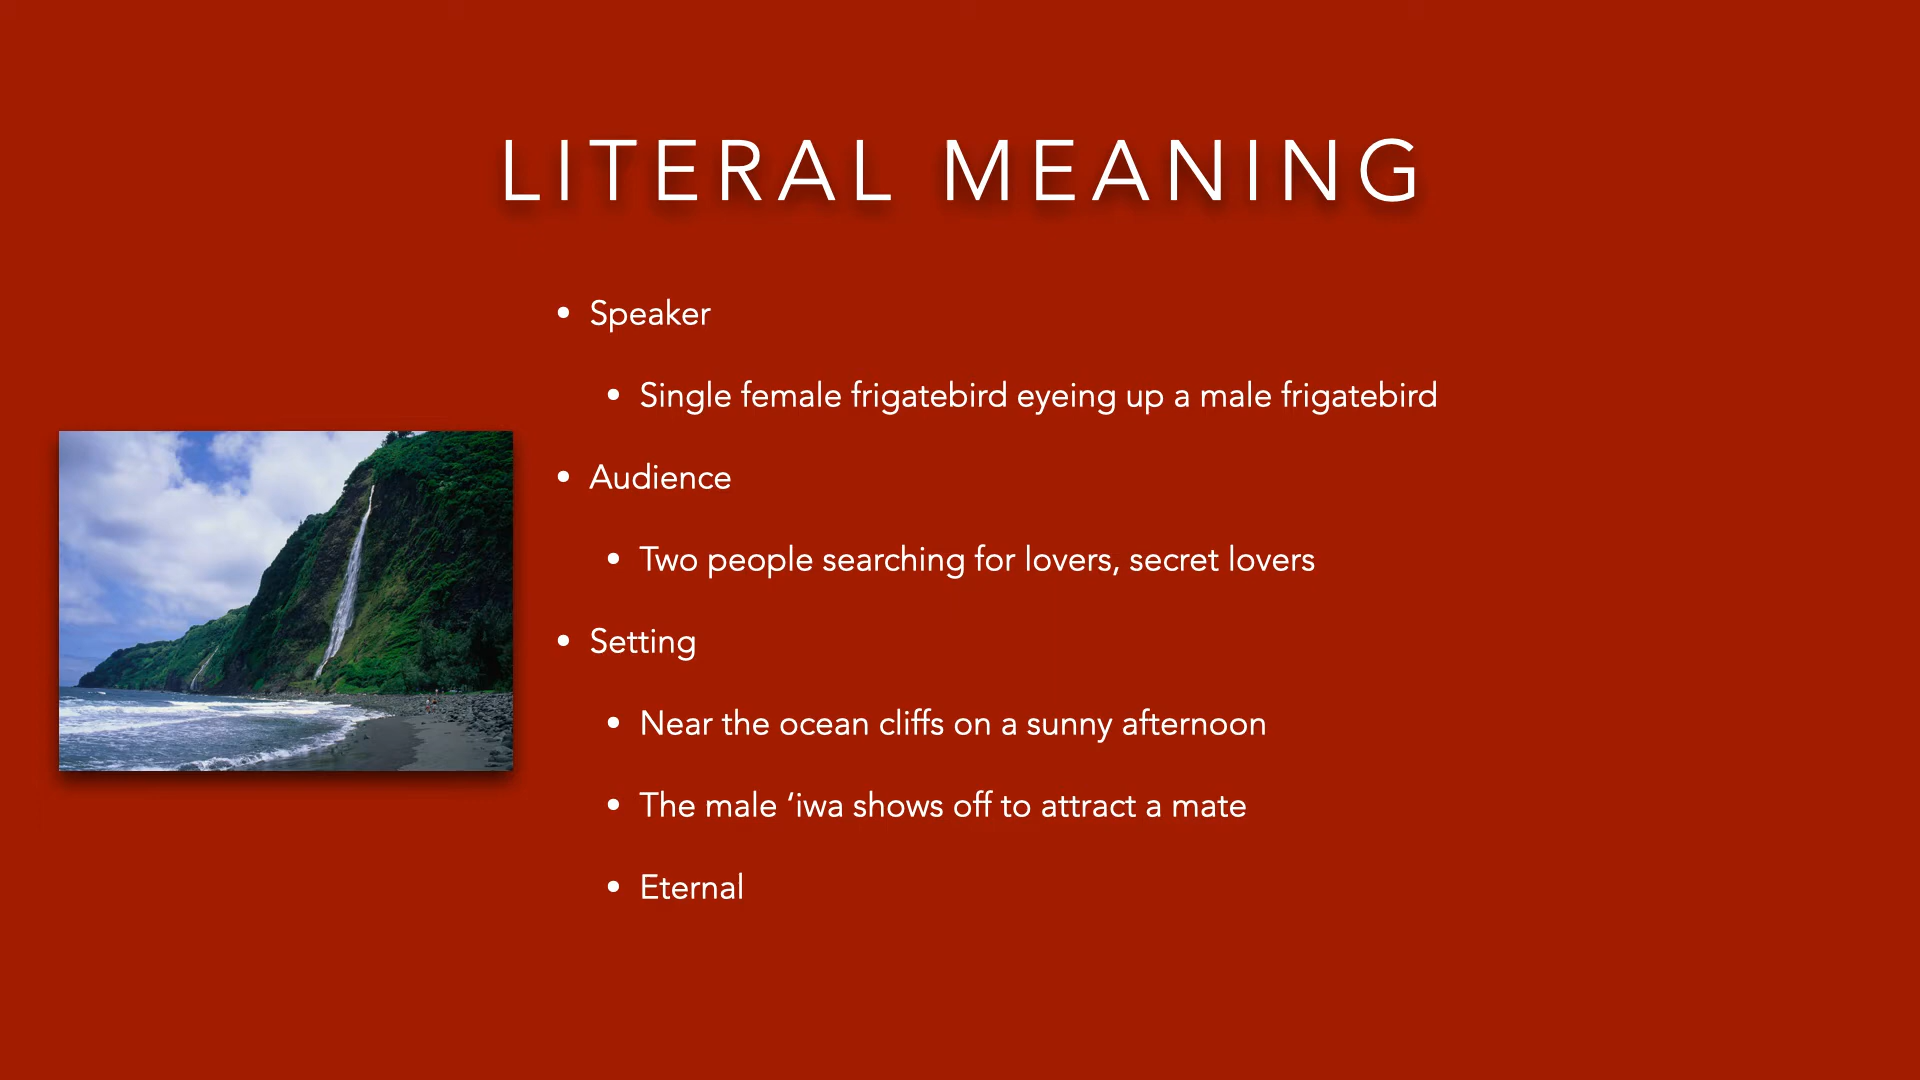 LITERAL MEANING
• Speaker
• Single female frigatebird eyeing up a male frigatebird
• Audience
• Two people searching for lovers, secret lovers
• Setting
• Near the ocean cliffs on a sunny afternoon
• The male ‘iwa shows off to attract a mate
• Eternal